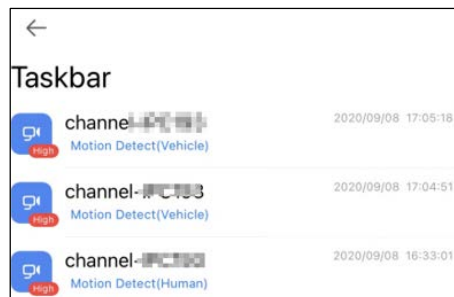 Taskbar
channe 2020/09/08 17:05:18
High Motion Detect(Vehicle)
channel- 2020/09/08 17:04:51
High Motion Detect(Vehicle)
channel- 2020/09/08 16:33:01
High Motion Detect(Human)